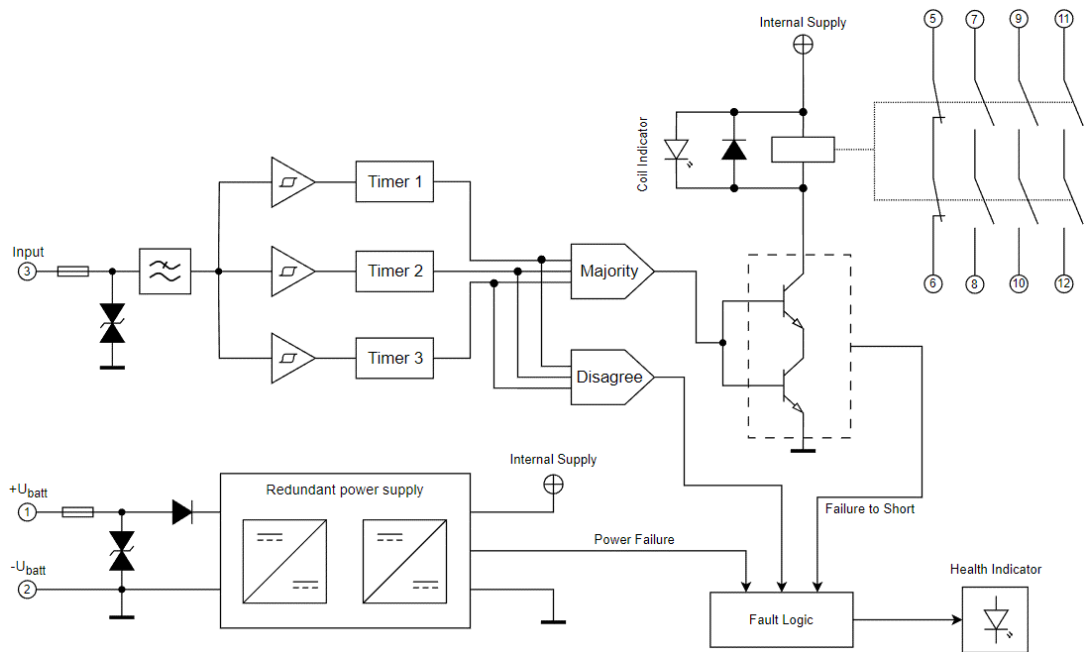 5
7
9
11
Internal Supply
Coil Indicator
Timer 1
Input
3
Timer 2
Majority
6
8
10
12
Timer 3
Disagree
Internal Supply
+Ubatt
Redundant power supply
1
Failure to Short
Power Failure
-Ubatt
2
Health Indicator
Fault Logic